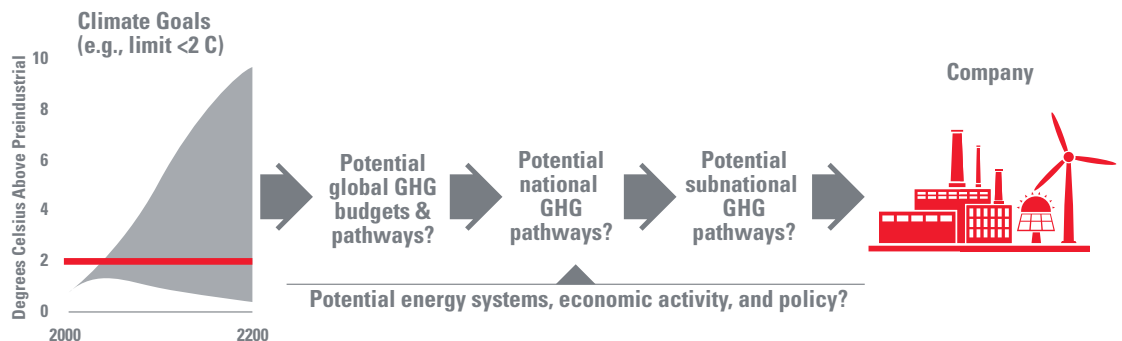 Climate Goals
(e.g., limit <2 C)
Degrees Celsius Above Preindustrial
10
8
6
4
2
0
2000
2200
Potential
global GHG
budgets &
pathways?
Potential
national
GHG
pathways?
Potential
subnational
GHG
pathways?
Company
Potential energy systems, economic activity, and policy?